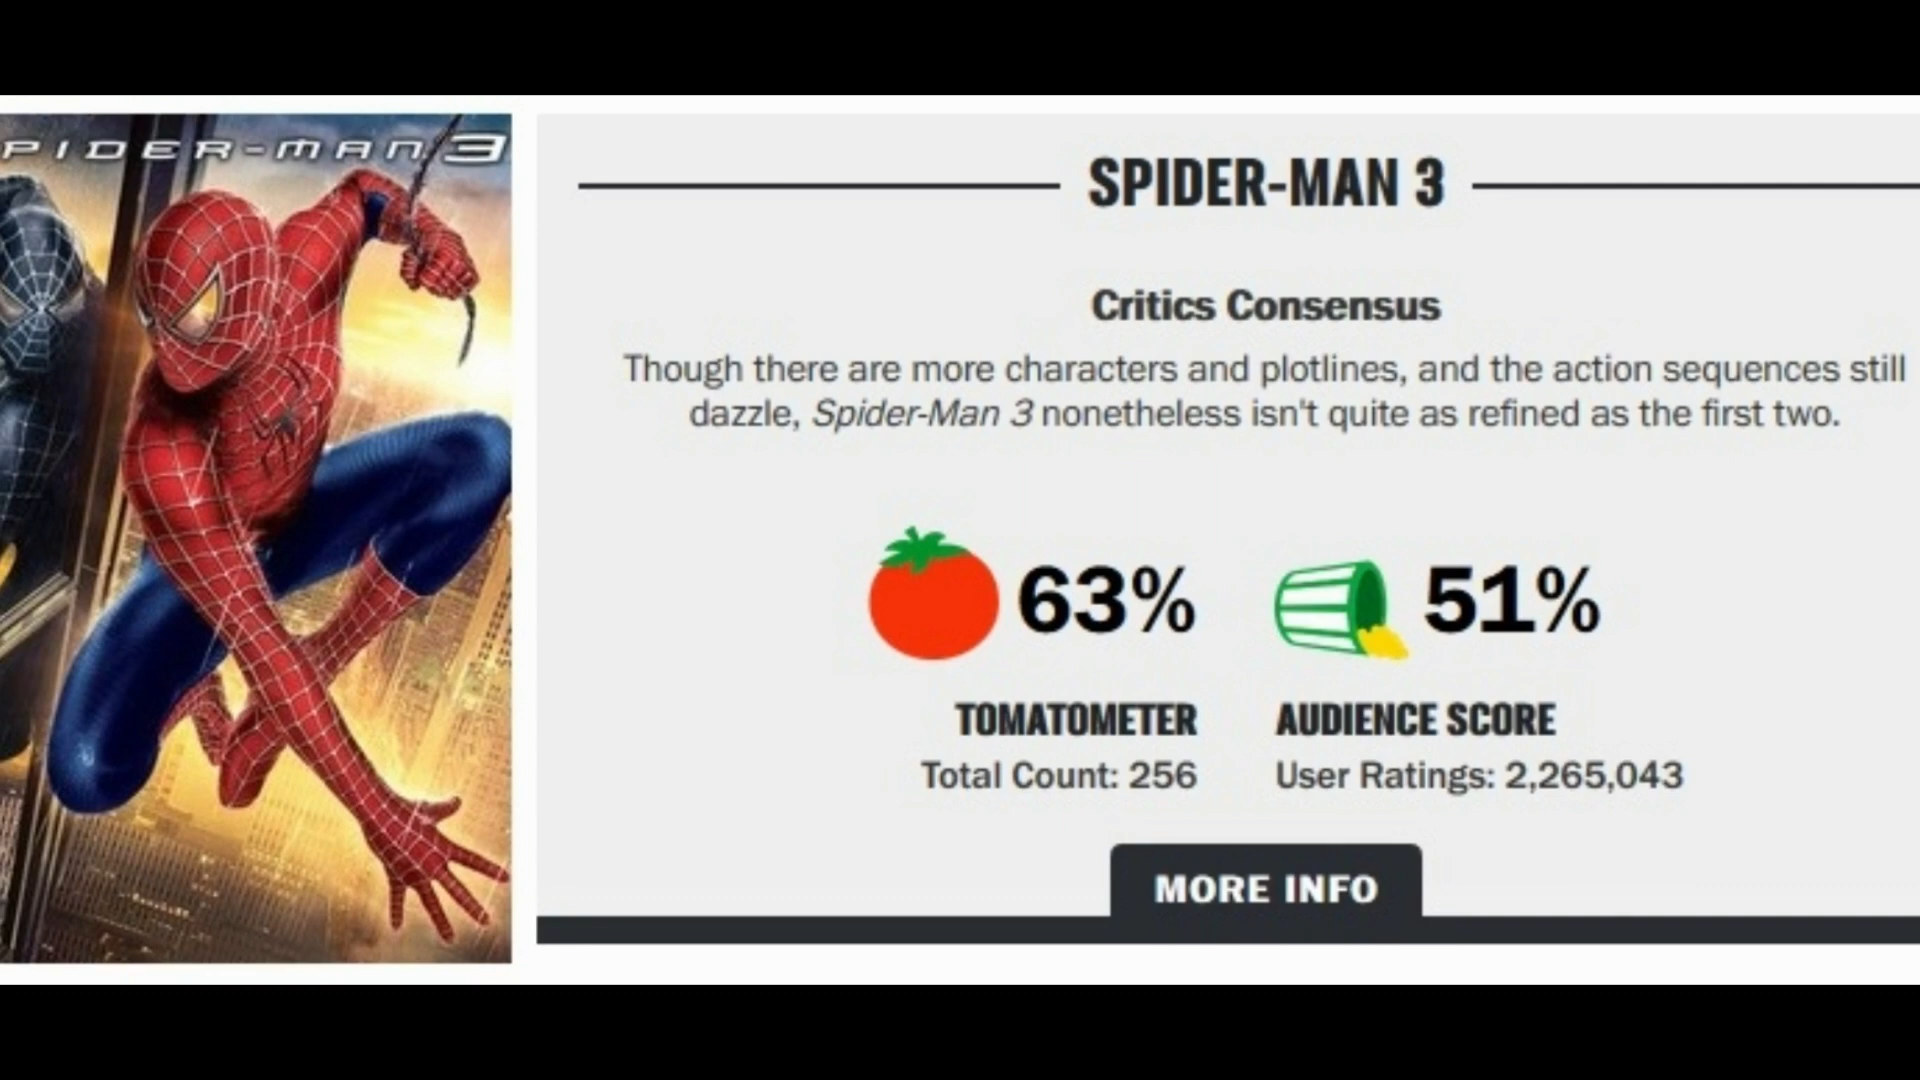 PIDER-MAN 3
SPIDER-MAN 3
Critics Consensus
Though there are more characters and plotlines, and the action sequences still
dazzle, Spider-Man 3 nonetheless isn't quite as refined as the first two.
63% 51%
TOMATOMETER AUDIENCE SCORE
Total Count: 256 User Ratings: 2,265,043
MORE INFO